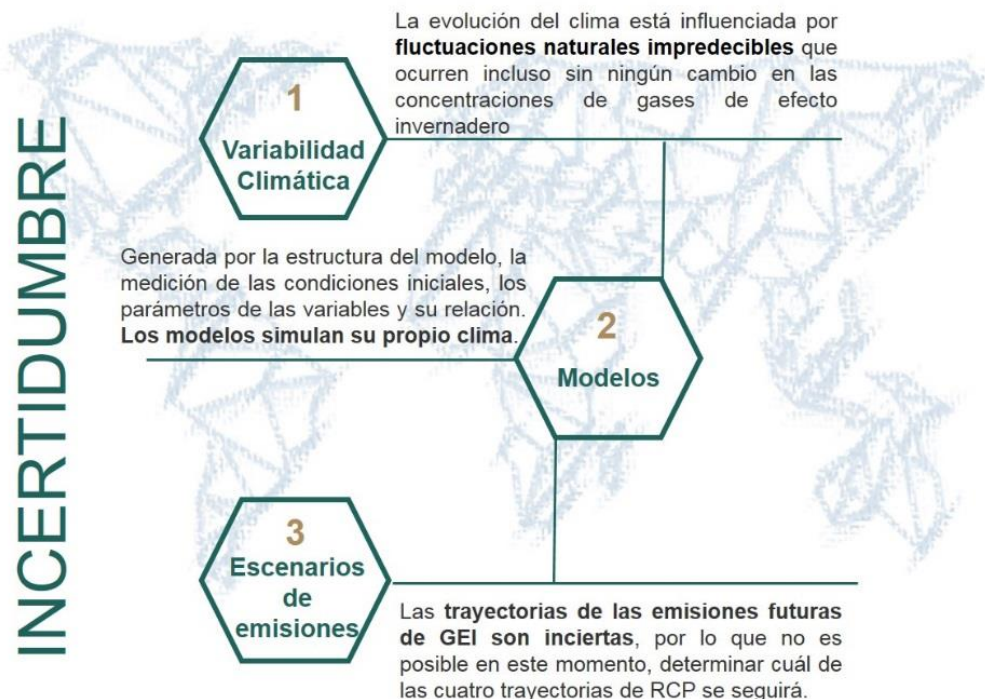 INCERTIDUMBRE
La evolución del clima está influenciada por
fluctuaciones naturales impredecibles que
ocurren incluso sin ningún cambio en las
concentraciones de gases de efecto
invernadero
1
Variabilidad
Climática
Generada por la estructura del modelo, la
medición de las condiciones iniciales, los
parámetros de las variables y su relación.
Los modelos simulan su propio clima.
2
Modelos
3
Escenarios
de
emisiones
Las trayectorias de las emisiones futuras
de GEI son inciertas, por lo que no es
posible en este momento, determinar cuál de
las cuatro trayectorias de RCP se seguirá.